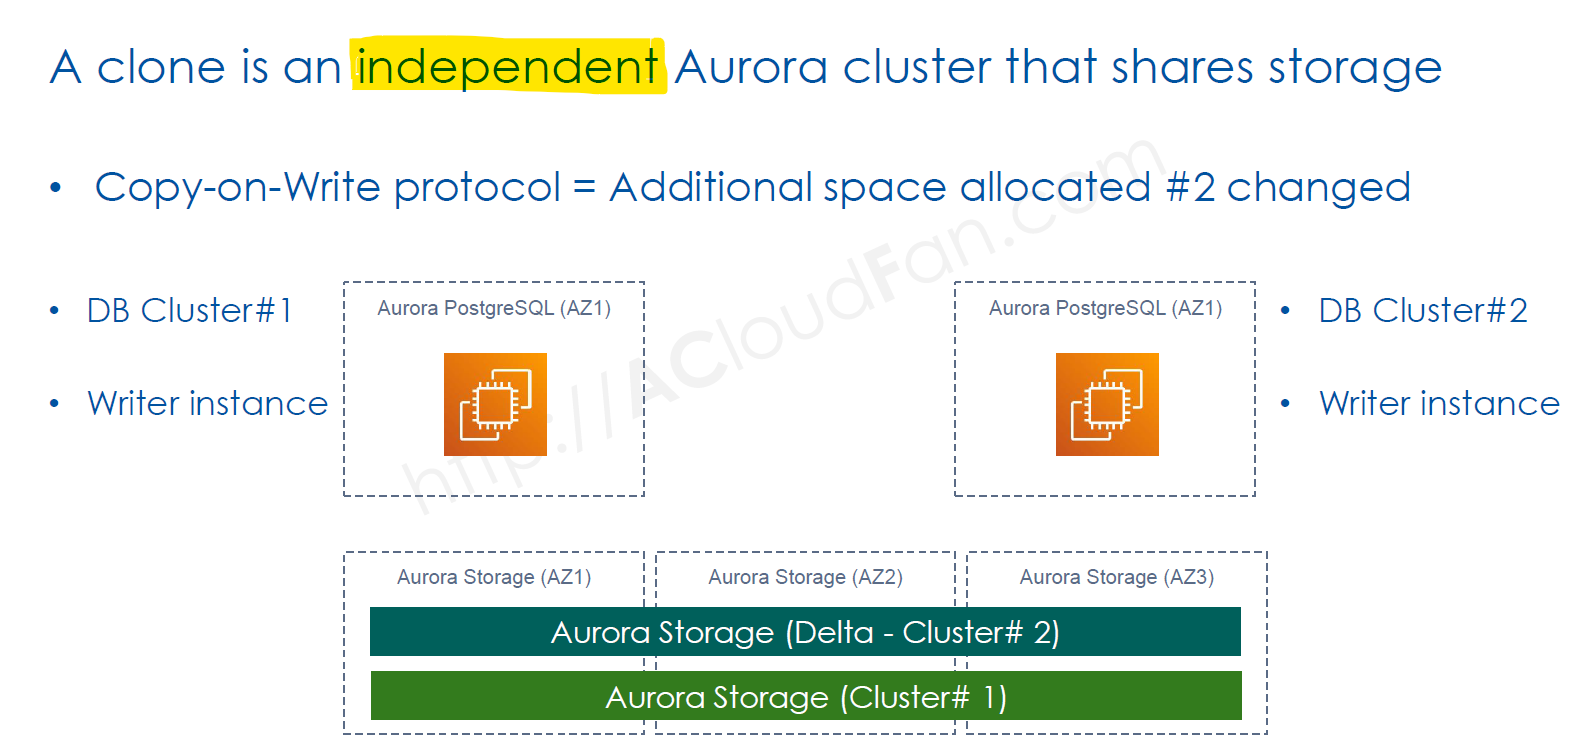 A clone is an independent Aurora cluster that shares storage
• Copy-on-Write protocol = Additional space allocated #2 changed
• DB Cluster#1
• Writer instance
Aurora PostgreSQL (AZ1)
Aurora PostgreSQL (AZ1)
• DB Cluster#2
• Writer instance
http://ACloudFan.com
Aurora Storage (AZ1)
Aurora Storage (AZ2)
Aurora Storage (AZ3)
Aurora Storage (Delta - Cluster# 2)
Aurora Storage (Cluster# 1)